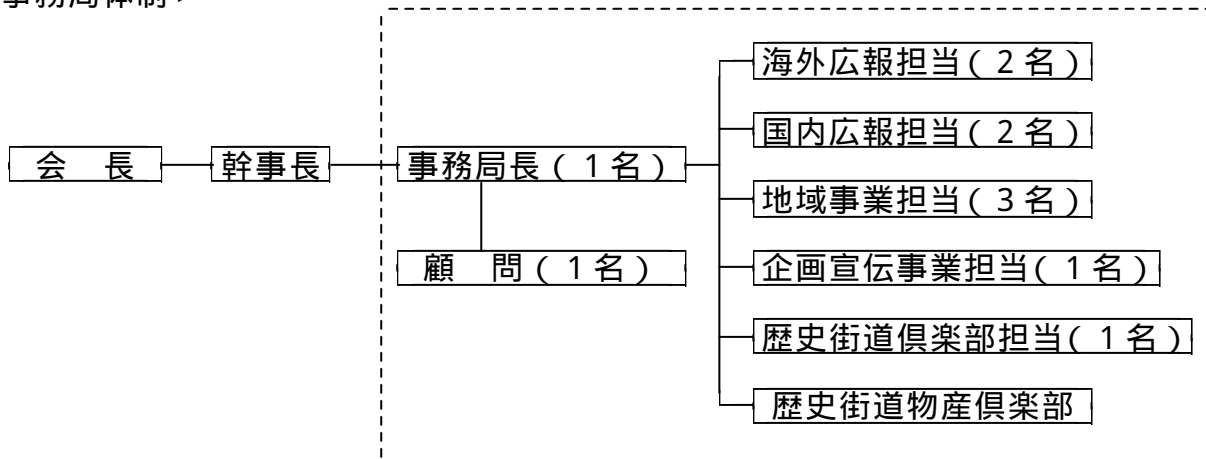 事務局体制＞
会　長
幹事長
事務局長（１名）
顧　問（１名）
海外広報担当（２名）
国内広報担当（２名）
地域事業担当（３名）
企画宣伝事業担当（１名）
歴史街道倶楽部担当（１名）
歴史街道物産倶楽部